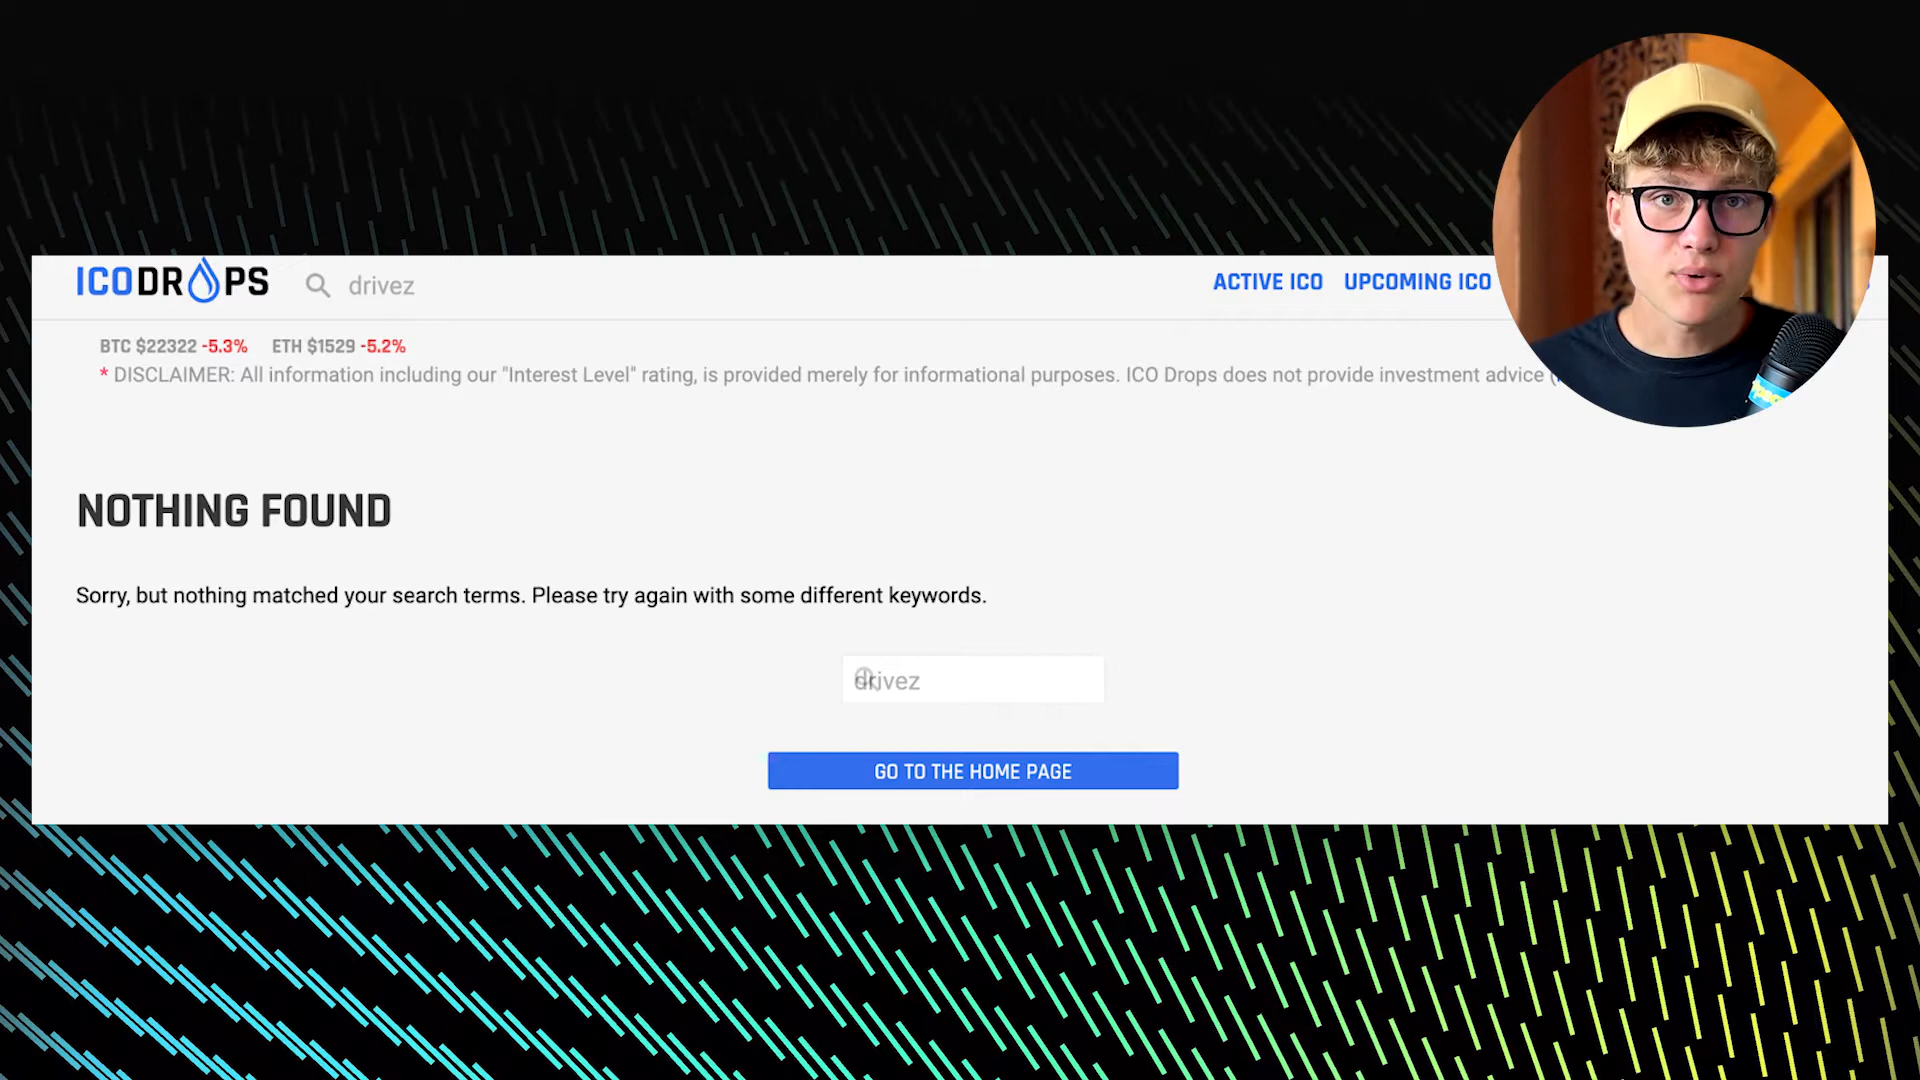 ICODROPS
drivez
ACTIVE ICO UPCOMING ICO
BTC $22322 -5.3% ETH $1529 -5.2%
* DISCLAIMER: All information including our "Interest Level" rating, is provided merely for informational purposes. ICO Drops does not provide investment advice (
NOTHING FOUND
Sorry, but nothing matched your search terms. Please try again with some different keywords.
drivez
GO TO THE HOME PAGE